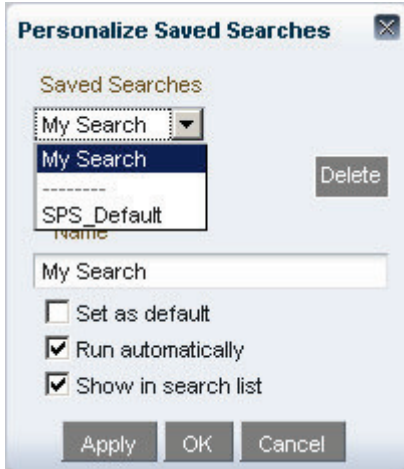 Personalize Saved Searches
Saved Searches
My Search
My Search
--------
Delete
SPS_Default
Name
My Search
Set as default
Run automatically
Show in search list
Apply OK Cancel